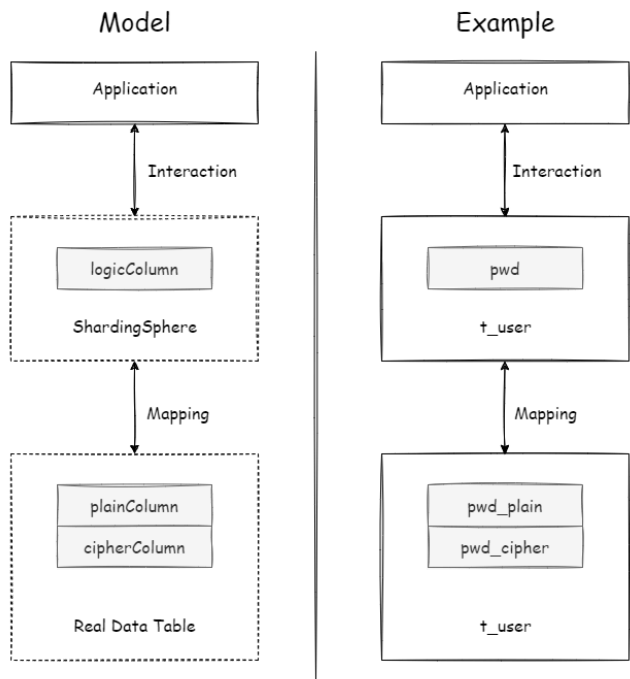 Model
Application
Interaction
logicColumn
ShardingSphere
Mapping
plainColumn
cipherColumn
Real Data Table
Example
Application
Interaction
pwd
t_user
Mapping
pwd_plain
pwd_cipher
t_user